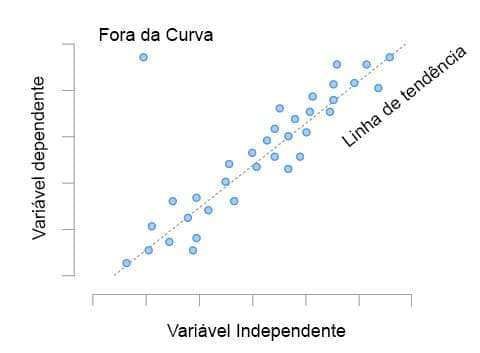 Fora da Curva
Variável dependente
Linha de tendência
Variável Independente